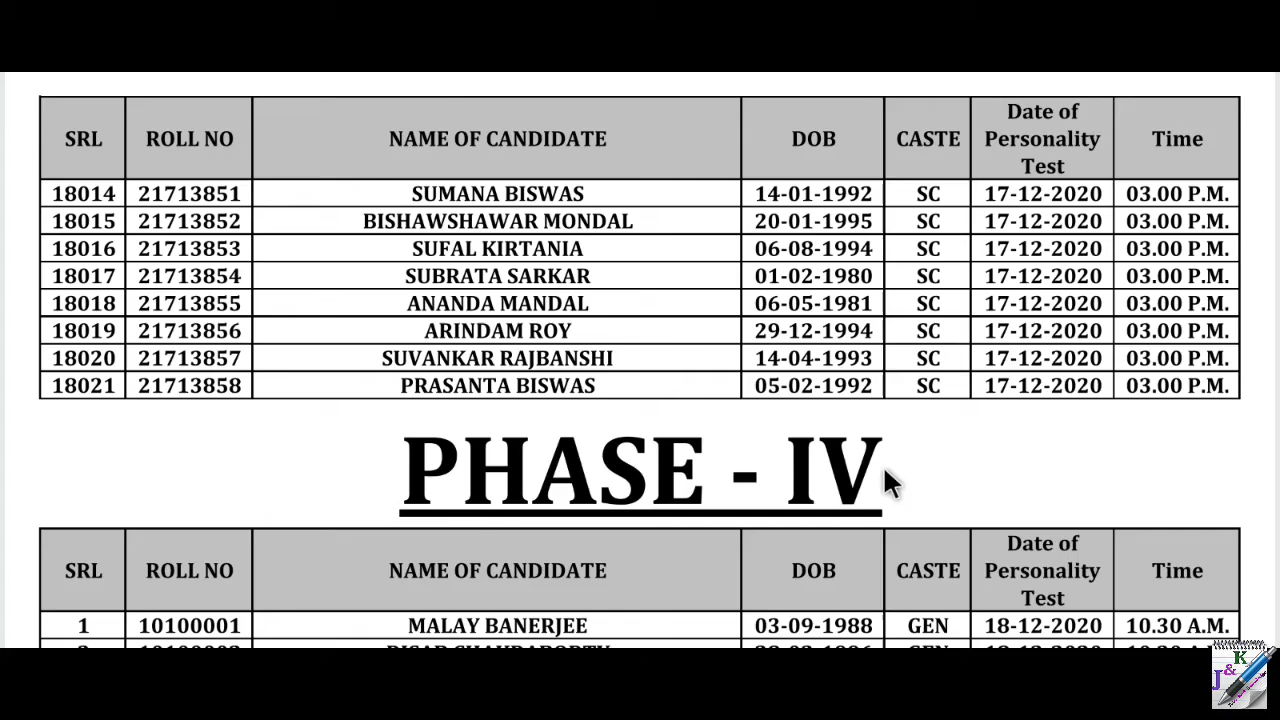 SRL ROLL NO NAME OF CANDIDATE DOB CASTE Date of Personality Test Time
18014 21713851 SUMANA BISWAS 14-01-1992 SC 17-12-2020 03.00 P.M.
18015 21713852 BISHAWSHAWAR MONDAL 20-01-1995 SC 17-12-2020 03.00 P.M.
18016 21713853 SUFAL KIRTANIA 06-08-1994 SC 17-12-2020 03.00 P.M.
18017 21713854 SUBRATA SARKAR 01-02-1980 SC 17-12-2020 03.00 P.M.
18018 21713855 ANANDA MANDAL 06-05-1981 SC 17-12-2020 03.00 P.M.
18019 21713856 ARINDAM ROY 29-12-1994 SC 17-12-2020 03.00 P.M.
18020 21713857 SUVANKAR RAJBANSHI 14-04-1993 SC 17-12-2020 03.00 P.M.
18021 21713858 PRASANTA BISWAS 05-02-1992 SC 17-12-2020 03.00 P.M.
PHASE - IV
SRL ROLL NO NAME OF CANDIDATE DOB CASTE Date of Personality Test Time
1 10100001 MALAY BANERJEE 03-09-1988 GEN 18-12-2020 10.30 A.M.
J&K